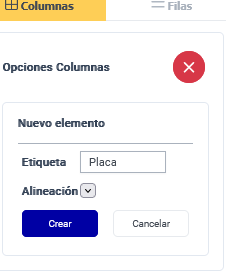 Columnas Filas
Opciones Columnas
Nuevo elemento
Etiqueta Placa
Alineación
Crear Cancelar